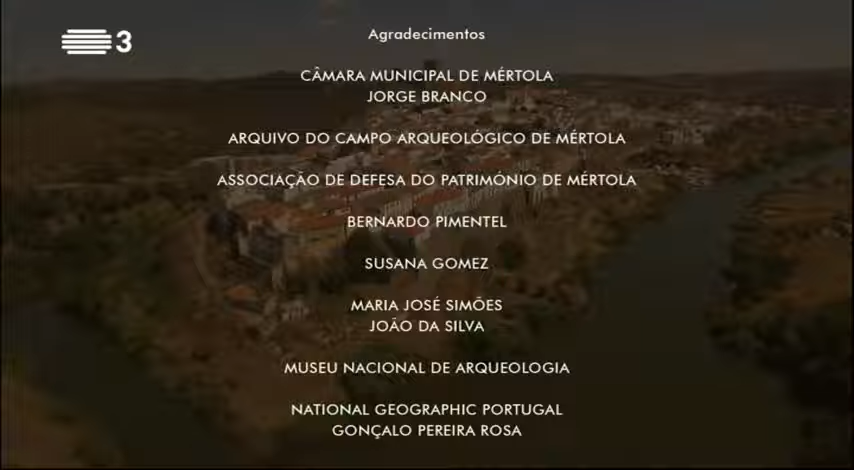 3
Agradecimentos
CÂMARA MUNICIPAL DE MÉRTOLA
JORGE BRANCO
ARQUIVO DO CAMPO ARQUEOLÓGICO DE MÉRTOLA
ASSOCIAÇÃO DE DEFESA DO PATRIMÓNIO DE MÉRTOLA
BERNARDO PIMENTEL
SUSANA GOMEZ
MARIA JOSÉ SIMÕES
JOÃO DA SILVA
MUSEU NACIONAL DE ARQUEOLOGIA
NATIONAL GEOGRAPHIC PORTUGAL
GONÇALO PEREIRA ROSA